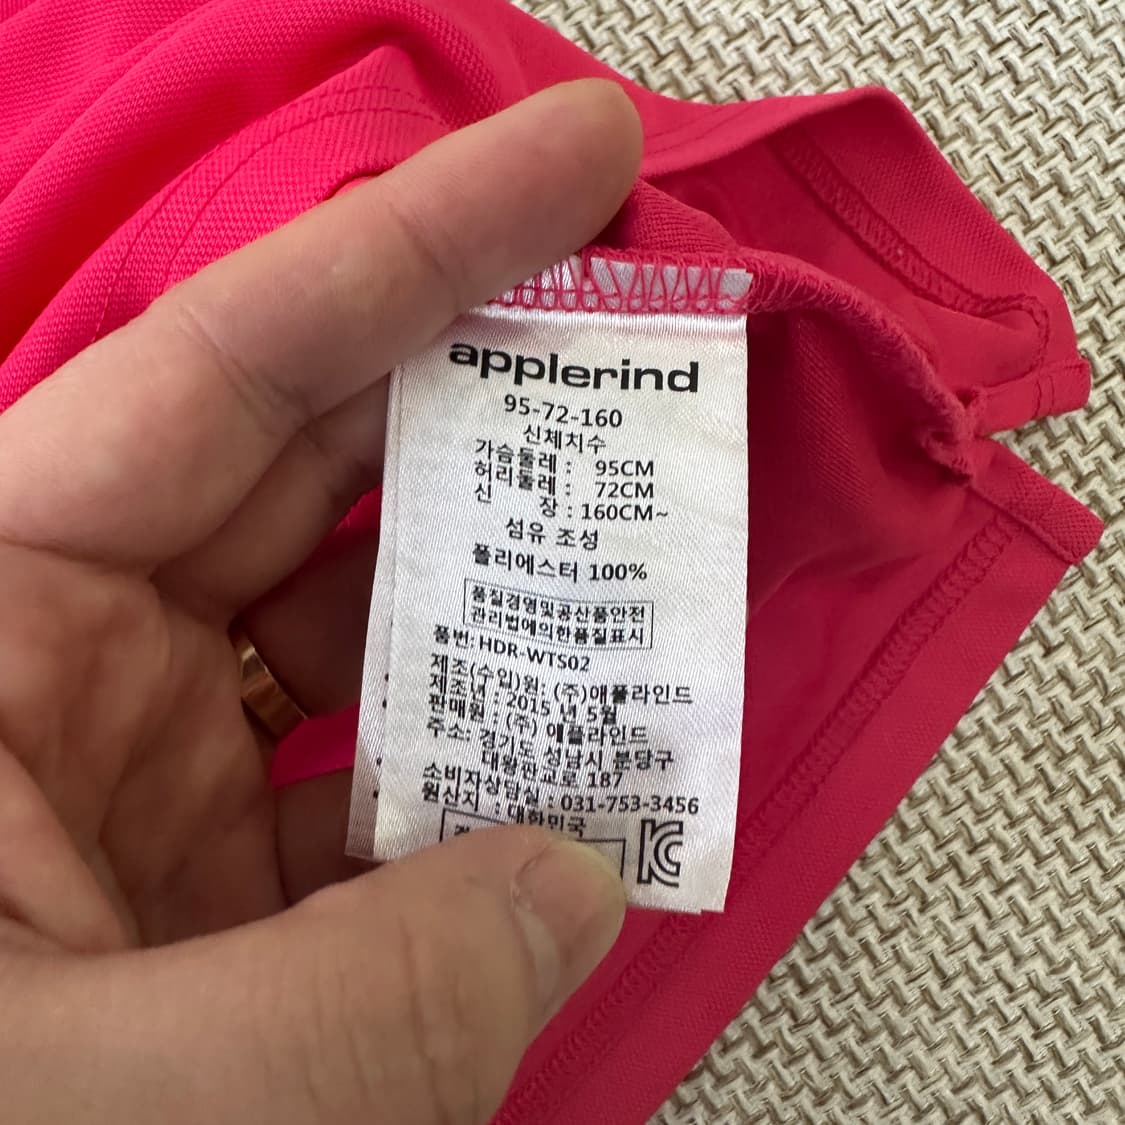 applerind
95-72-160
신체치수
가슴둘레 : 95CM
허리둘레 : 72CM
신 장 : 160CM~
섬유 조성
폴리에스터 100%
품질경영및공산품안전
관리법에의한품질표시
품번: HDR-WTS02
제조(수입)원: (주)애플라인드
제조년 : 2015 년 5월
판매원 : (주) 애플라인드
주소: 경기도 성남시 분당구
대왕판교로 187
소비자상담실 : 031-753-3456
원산지 : 대한민국
KC